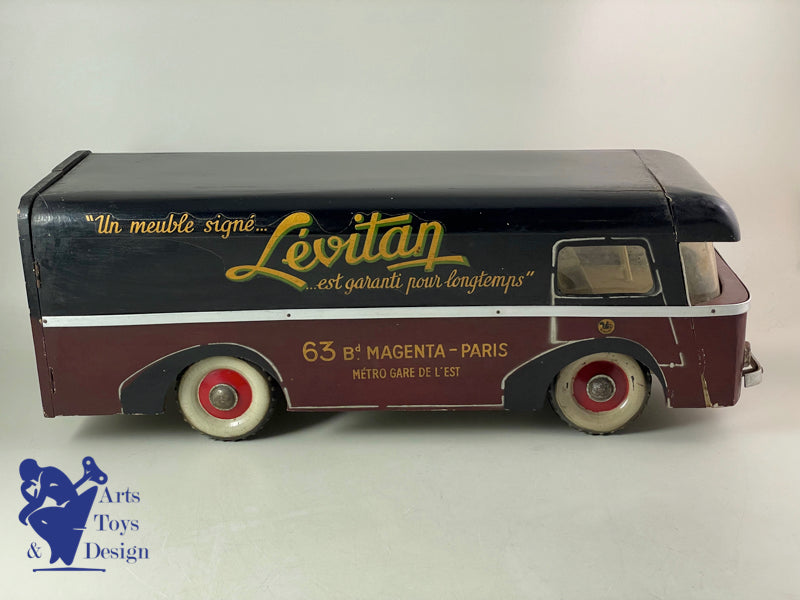 "Un meuble signé...
Lévitan
...est garanti pour longtemps"
63 Bd. MAGENTA - PARIS
MÉTRO GARE DE L'EST
Arts
Toys
& Design